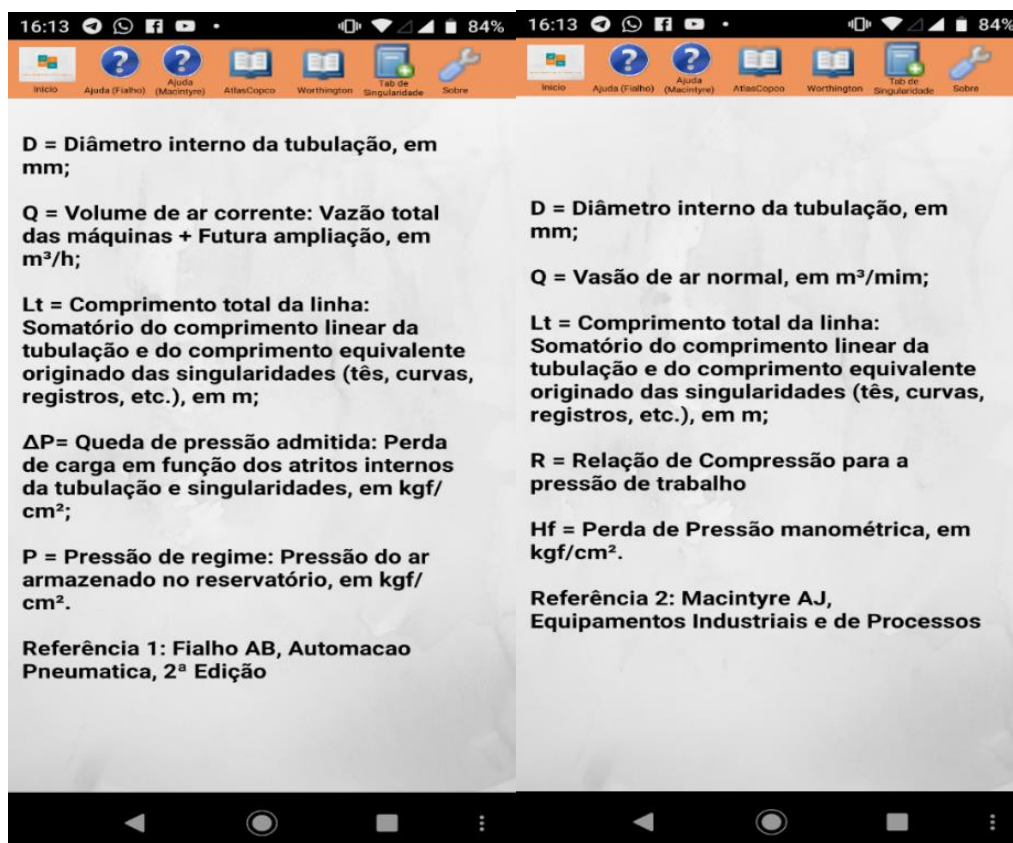 16:13
84%
Inicio
Ajuda (Fialho)
Ajuda
(Macintyre)
AtlasCopco
Worthington
Tab de
Singularidade
Sobre
D = Diâmetro interno da tubulação, em
mm;
Q = Volume de ar corrente: Vazão total
das máquinas + Futura ampliação, em
m³/h;
Lt = Comprimento total da linha:
Somatório do comprimento linear da
tubulação e do comprimento equivalente
originado das singularidades (tês, curvas,
registros, etc.), em m;
ΔP= Queda de pressão admitida: Perda
de carga em função dos atritos internos
da tubulação e singularidades, em kgf/
cm²;
P = Pressão de regime: Pressão do ar
armazenado no reservatório, em kgf/
cm².
Referência 1: Fialho AB, Automacao
Pneumatica, 2ª Edição
16:13
84%
Inicio
Ajuda (Fialho)
Ajuda
(Macintyre)
AtlasCopco
Worthington
Tab de
Singularidade
Sobre
D = Diâmetro interno da tubulação, em
mm;
Q = Vasão de ar normal, em m³/mim;
Lt = Comprimento total da linha:
Somatório do comprimento linear da
tubulação e do comprimento equivalente
originado das singularidades (tês, curvas,
registros, etc.), em m;
R = Relação de Compressão para a
pressão de trabalho
Hf = Perda de Pressão manométrica, em
kgf/cm².
Referência 2: Macintyre AJ,
Equipamentos Industriais e de Processos